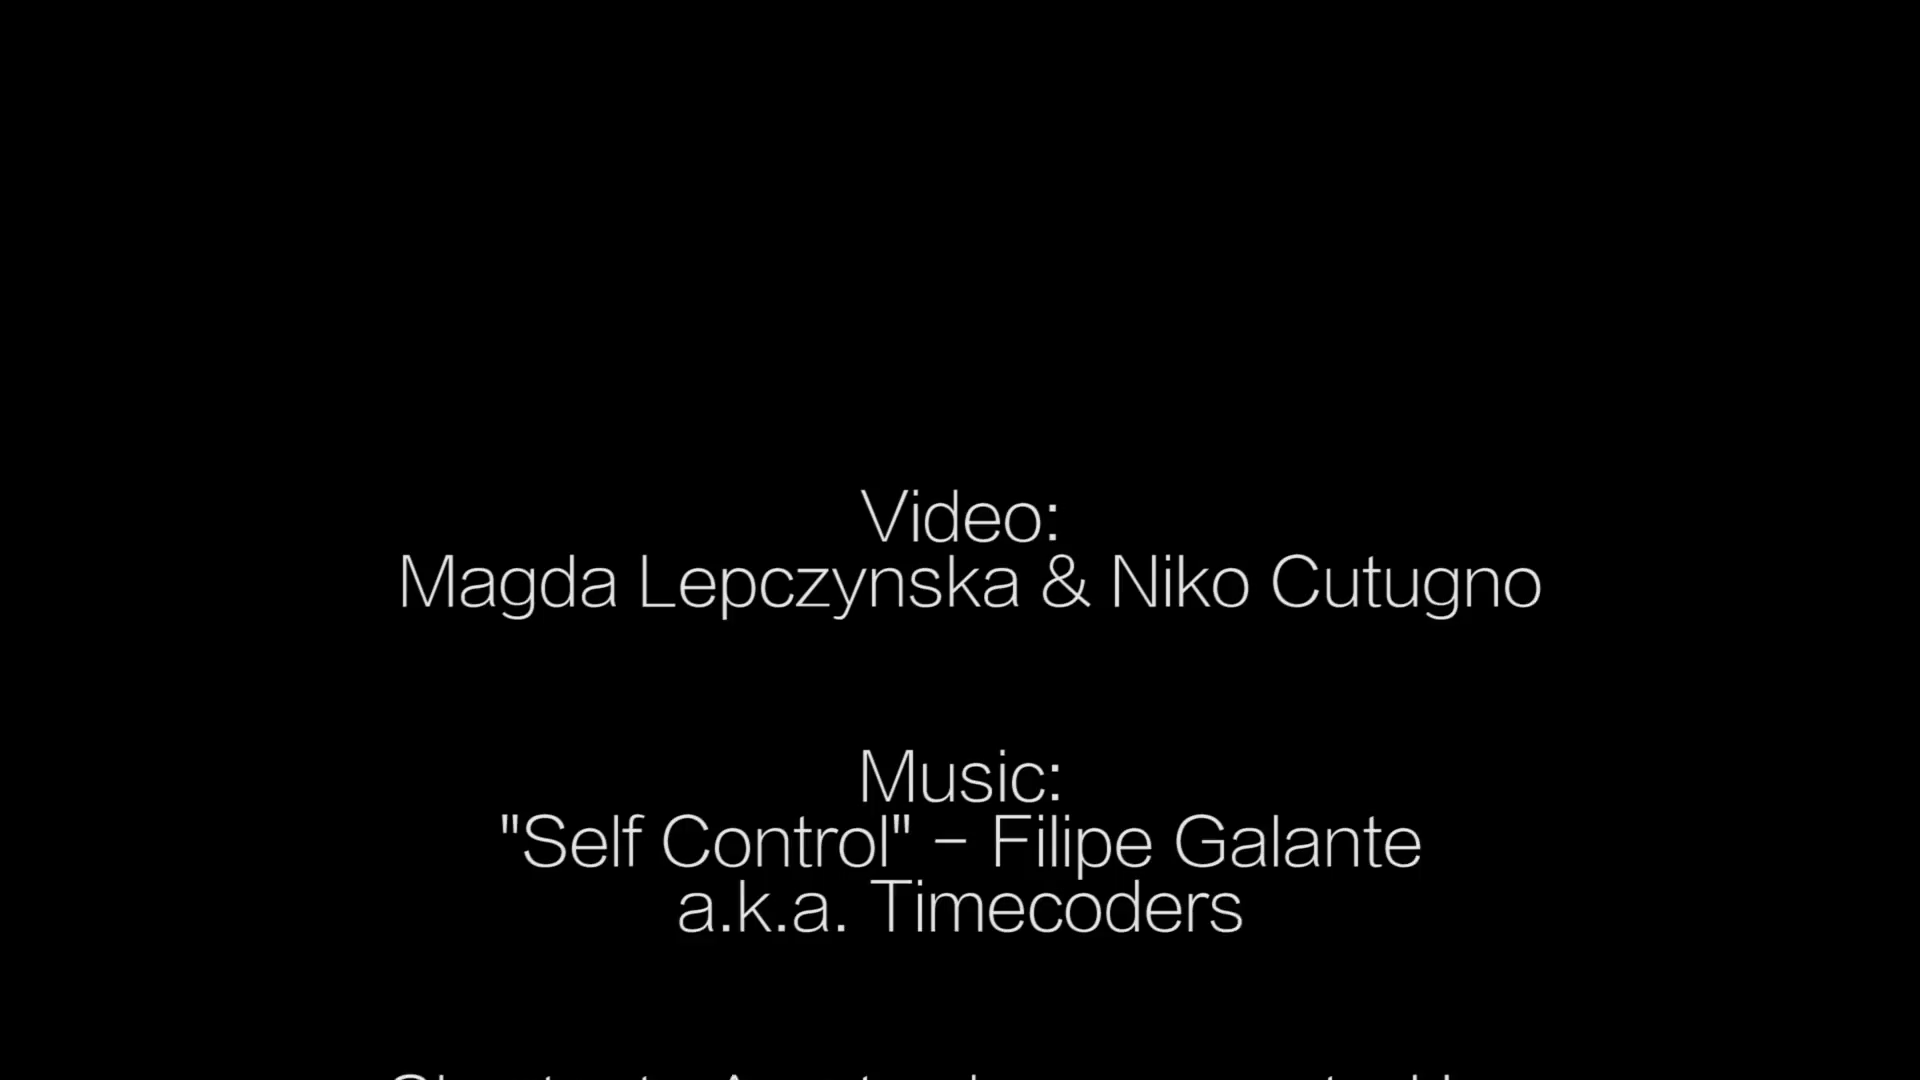 Video:
Magda Lepczynska & Niko Cutugno
Music:
"Self Control" – Filipe Galante
a.k.a. Timecoders